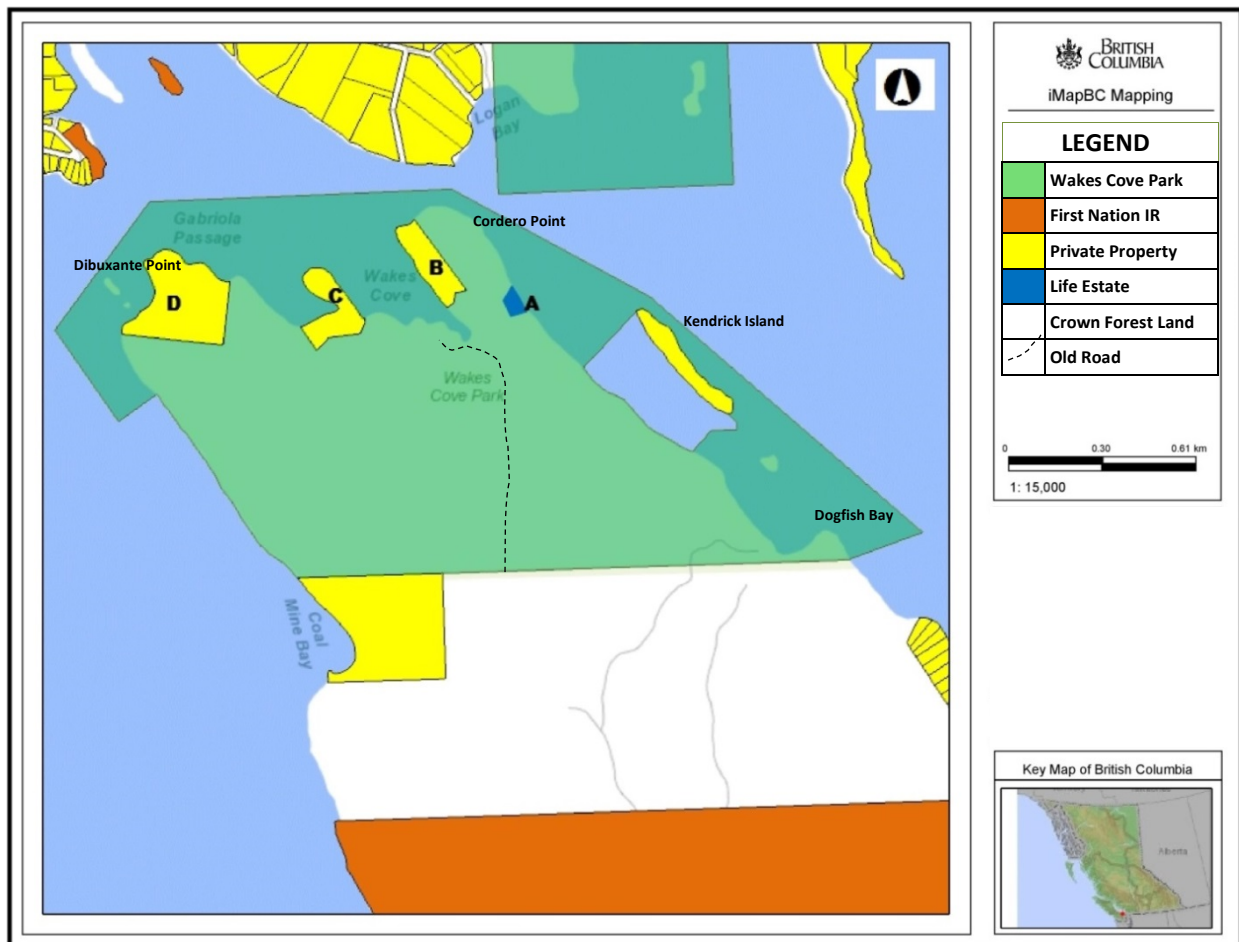 Logan
Bay
Gabriola
Passage
Cordero Point
Dibuxante Point
B
Wakes
Cove
D
C
A
Kendrick Island
Wakes
Cove Park
Dogfish Bay
Coal
Mine Bay
BRITISH
COLUMBIA
iMapBC Mapping
LEGEND
Wakes Cove Park
First Nation IR
Private Property
Life Estate
Crown Forest Land
Old Road
0 0.30 0.61 km
1: 15,000
Key Map of British Columbia
Alberta